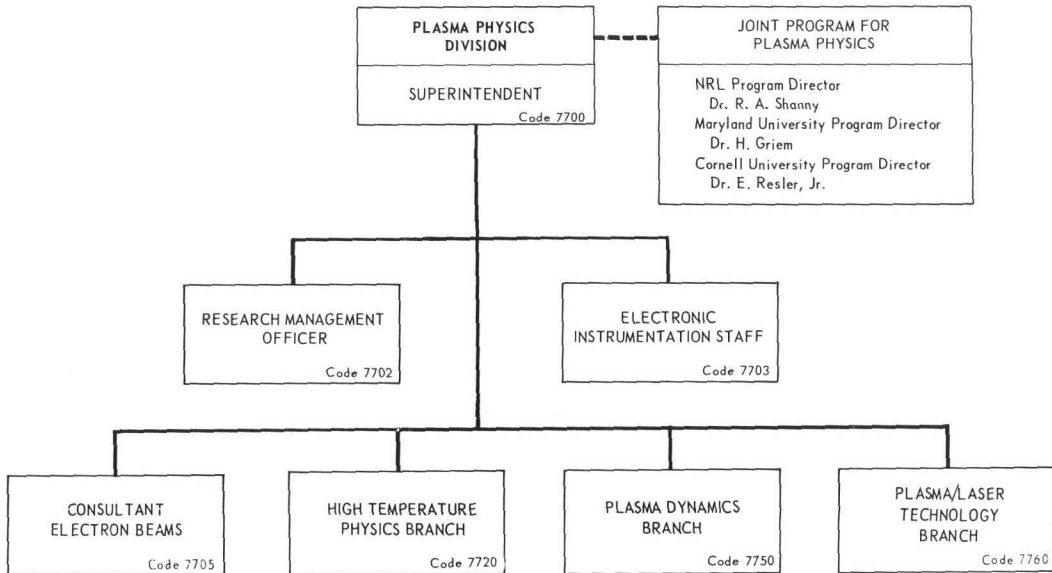 PLASMA PHYSICS
DIVISION
SUPERINTENDENT
Code 7700
JOINT PROGRAM FOR
PLASMA PHYSICS
NRL Program Director
Dr. R. A. Shanny
Maryland University Program Director
Dr. H. Griem
Cornell University Program Director
Dr. E. Resler, Jr.
RESEARCH MANAGEMENT
OFFICER
Code 7702
ELECTRONIC
INSTRUMENTATION STAFF
Code 7703
CONSULTANT
ELECTRON BEAMS
Code 7705
HIGH TEMPERATURE
PHYSICS BRANCH
Code 7720
PLASMA DYNAMICS
BRANCH
Code 7750
PLASMA/LASER
TECHNOLOGY
BRANCH
Code 7760